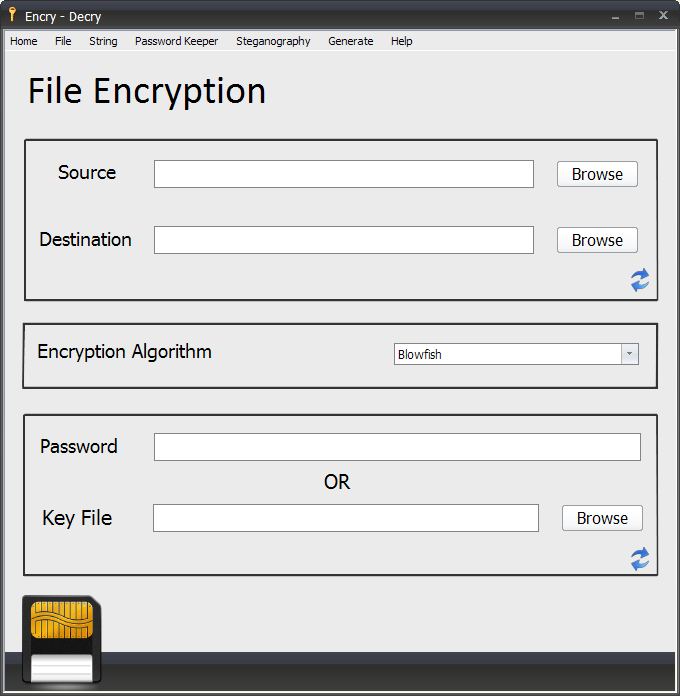 Encry - Decry
Home File String Password Keeper Steganography Generate Help
File Encryption
Source Browse
Destination Browse
Encryption Algorithm Blowfish
Password
OR
Key File Browse